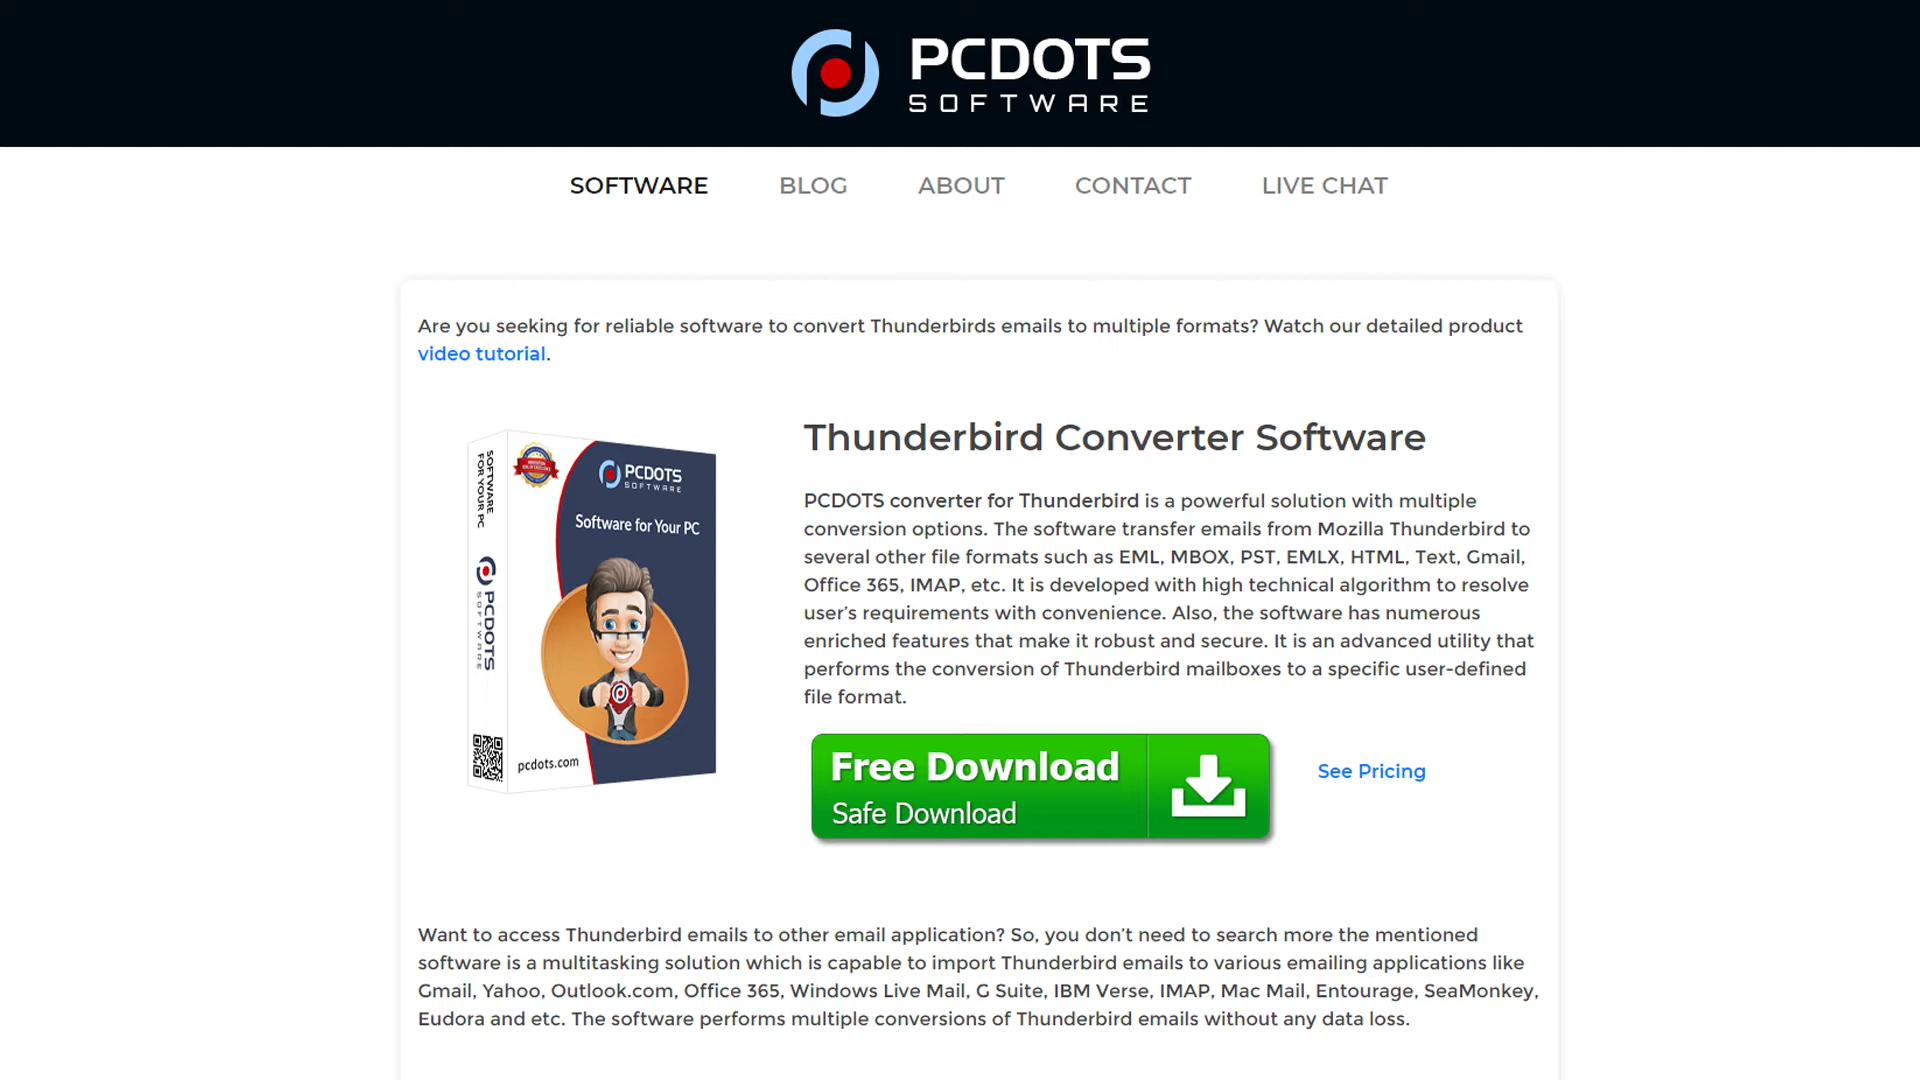 PCDOTS
SOFTWARE
SOFTWARE BLOG ABOUT CONTACT LIVE CHAT
Are you seeking for reliable software to convert Thunderbirds emails to multiple formats? Watch our detailed product
video tutorial.
SOFTWARE
FOR YOUR PC
PCDOTS
SOFTWARE
PCDOTS
SOFTWARE
Software for Your PC
pcdots.com
Thunderbird Converter Software
PCDOTS converter for Thunderbird is a powerful solution with multiple
conversion options. The software transfer emails from Mozilla Thunderbird to
several other file formats such as EML, MBOX, PST, EMLX, HTML, Text, Gmail,
Office 365, IMAP, etc. It is developed with high technical algorithm to resolve
user's requirements with convenience. Also, the software has numerous
enriched features that make it robust and secure. It is an advanced utility that
performs the conversion of Thunderbird mailboxes to a specific user-defined
file format.
Free Download
Safe Download
See Pricing
Want to access Thunderbird emails to other email application? So, you don't need to search more the mentioned
software is a multitasking solution which is capable to import Thunderbird emails to various emailing applications like
Gmail, Yahoo, Outlook.com, Office 365, Windows Live Mail, G Suite, IBM Verse, IMAP, Mac Mail, Entourage, SeaMonkey,
Eudora and etc. The software performs multiple conversions of Thunderbird emails without any data loss.